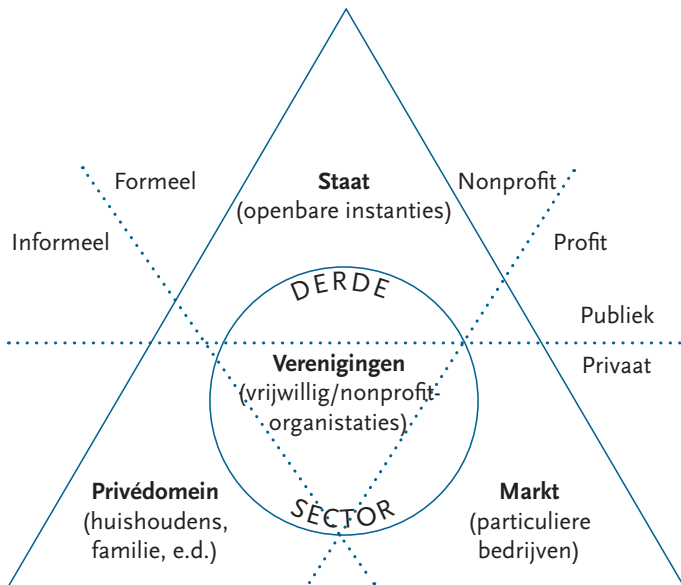 Formeel
Staat
(openbare instanties)
Nonprofit
Informeel
Profit
DERDE
Publiek
Privaat
Verenigingen
(vrijwillig/nonprofit-
organistaties)
Privédomein
(huishoudens,
familie, e.d.)
SECTOR
Markt
(particuliere
bedrijven)